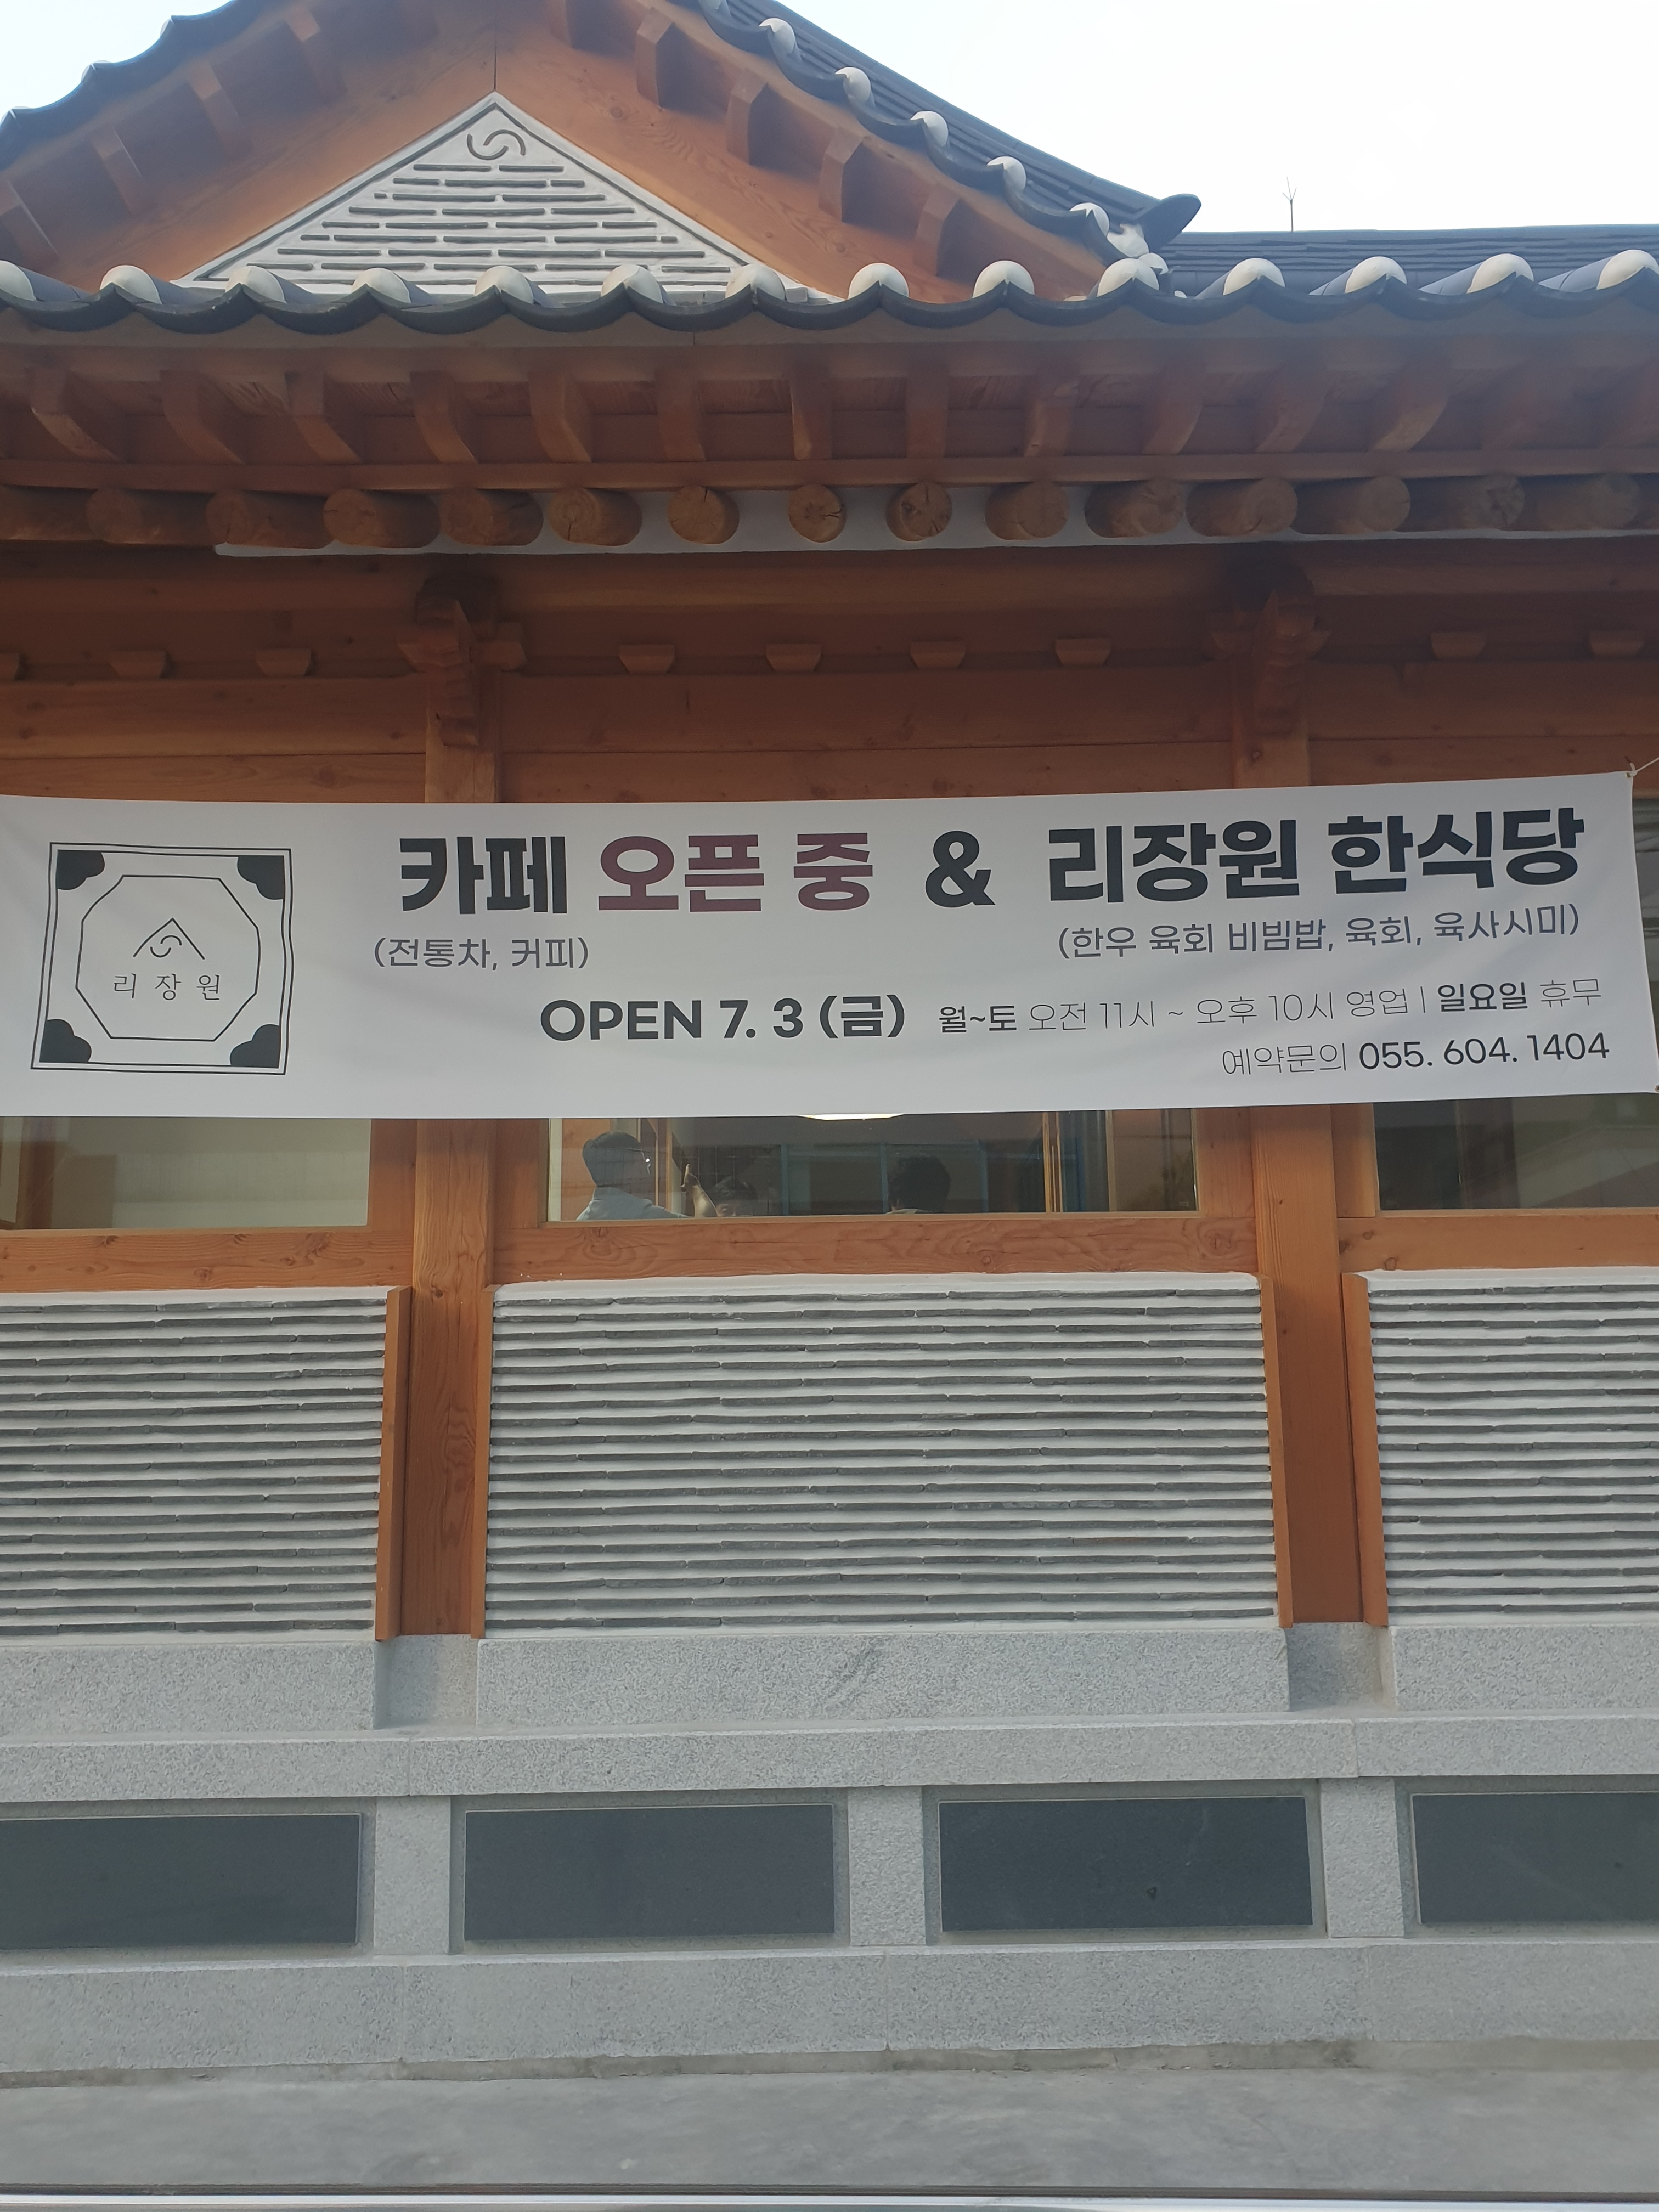 리장원
카페 오픈 중 & 리장원 한식당
(전통차, 커피) (한우 육회 비빔밥, 육회, 육사시미)
OPEN 7. 3 (금) 월~토 오전 11시 ~ 오후 10시 영업 | 일요일 휴무
예약문의 055. 604. 1404